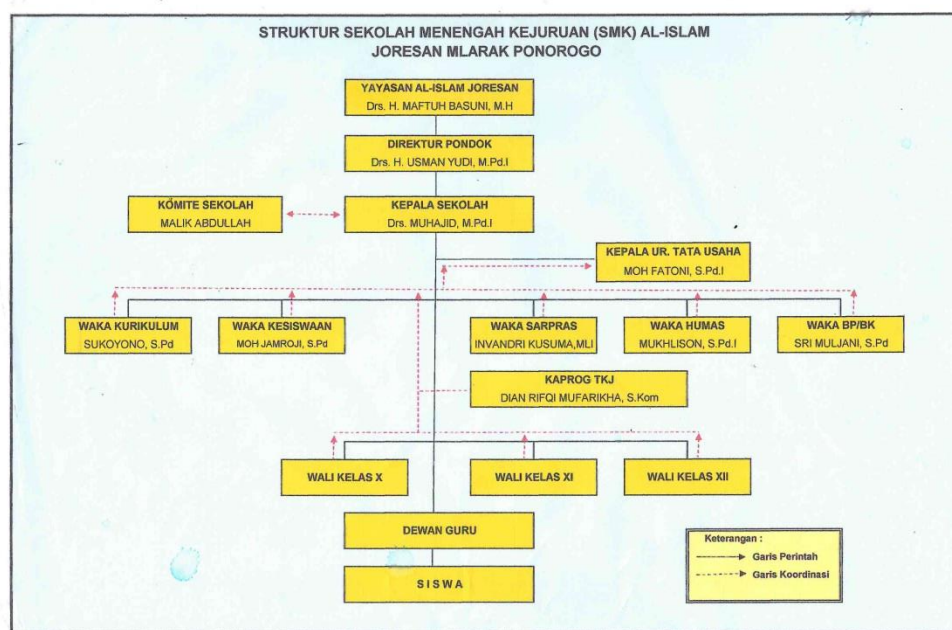 STRUKTUR SEKOLAH MENENGAH KEJURUAN (SMK) AL-ISLAM
JORESAN MLARAK PONOROGO
YAYASAN AL-ISLAM JORESAN
Drs. H. MAFTUH BASUNI, M.H
DIREKTUR PONDOK
Drs. H. USMAN YUDI, M.Pd.I
KOMITE SEKOLAH
MALIK ABDULLAH
KEPALA SEKOLAH
Drs. MUHAJID, M.Pd.I
KEPALA UR. TATA USAHA
MOH FATONI, S.Pd.I
WAKA KURIKULUM
SUKOYONO, S.Pd
WAKA KESISWAAN
MOH JAMROJI, S.Pd
WAKA SARPRAS
INVANDRI KUSUMA,MLI
WAKA HUMAS
MUKHLISON, S.Pd.I
WAKA BP/BK
SRI MULJANI, S.Pd
KAPROG TKJ
DIAN RIFQI MUFARIKHA, S.Kom
WALI KELAS X
WALI KELAS XI
WALI KELAS XII
DEWAN GURU
S I S W A
Keterangan :
Garis Perintah
Garis Koordinasi